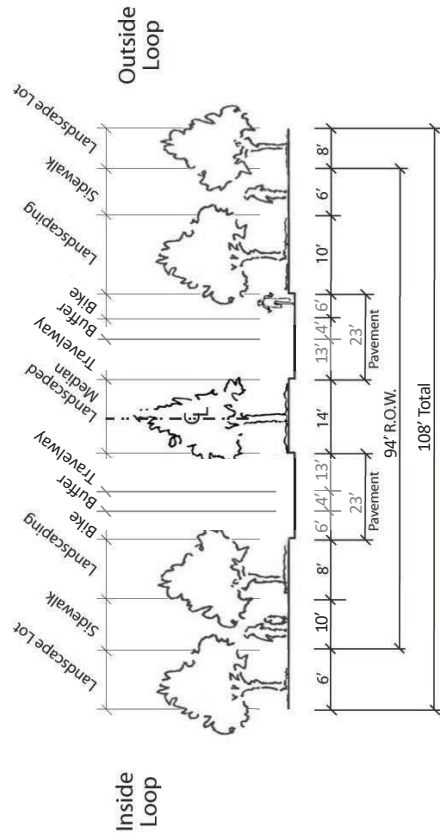 Inside
Loop
Outside
Loop
Landscape Lot
Sidewalk
Landscaping
Bike
Buffer
Travelway
Landscaped
Median
Travelway
Buffer
Bike
Landscaping
Sidewalk
Landscape Lot
CL
6' 10' 8' 6' 4' 13' 14' 13' 4' 6' 10' 6' 8'
23' 23'
Pavement Pavement
94' R.O.W.
108' Total